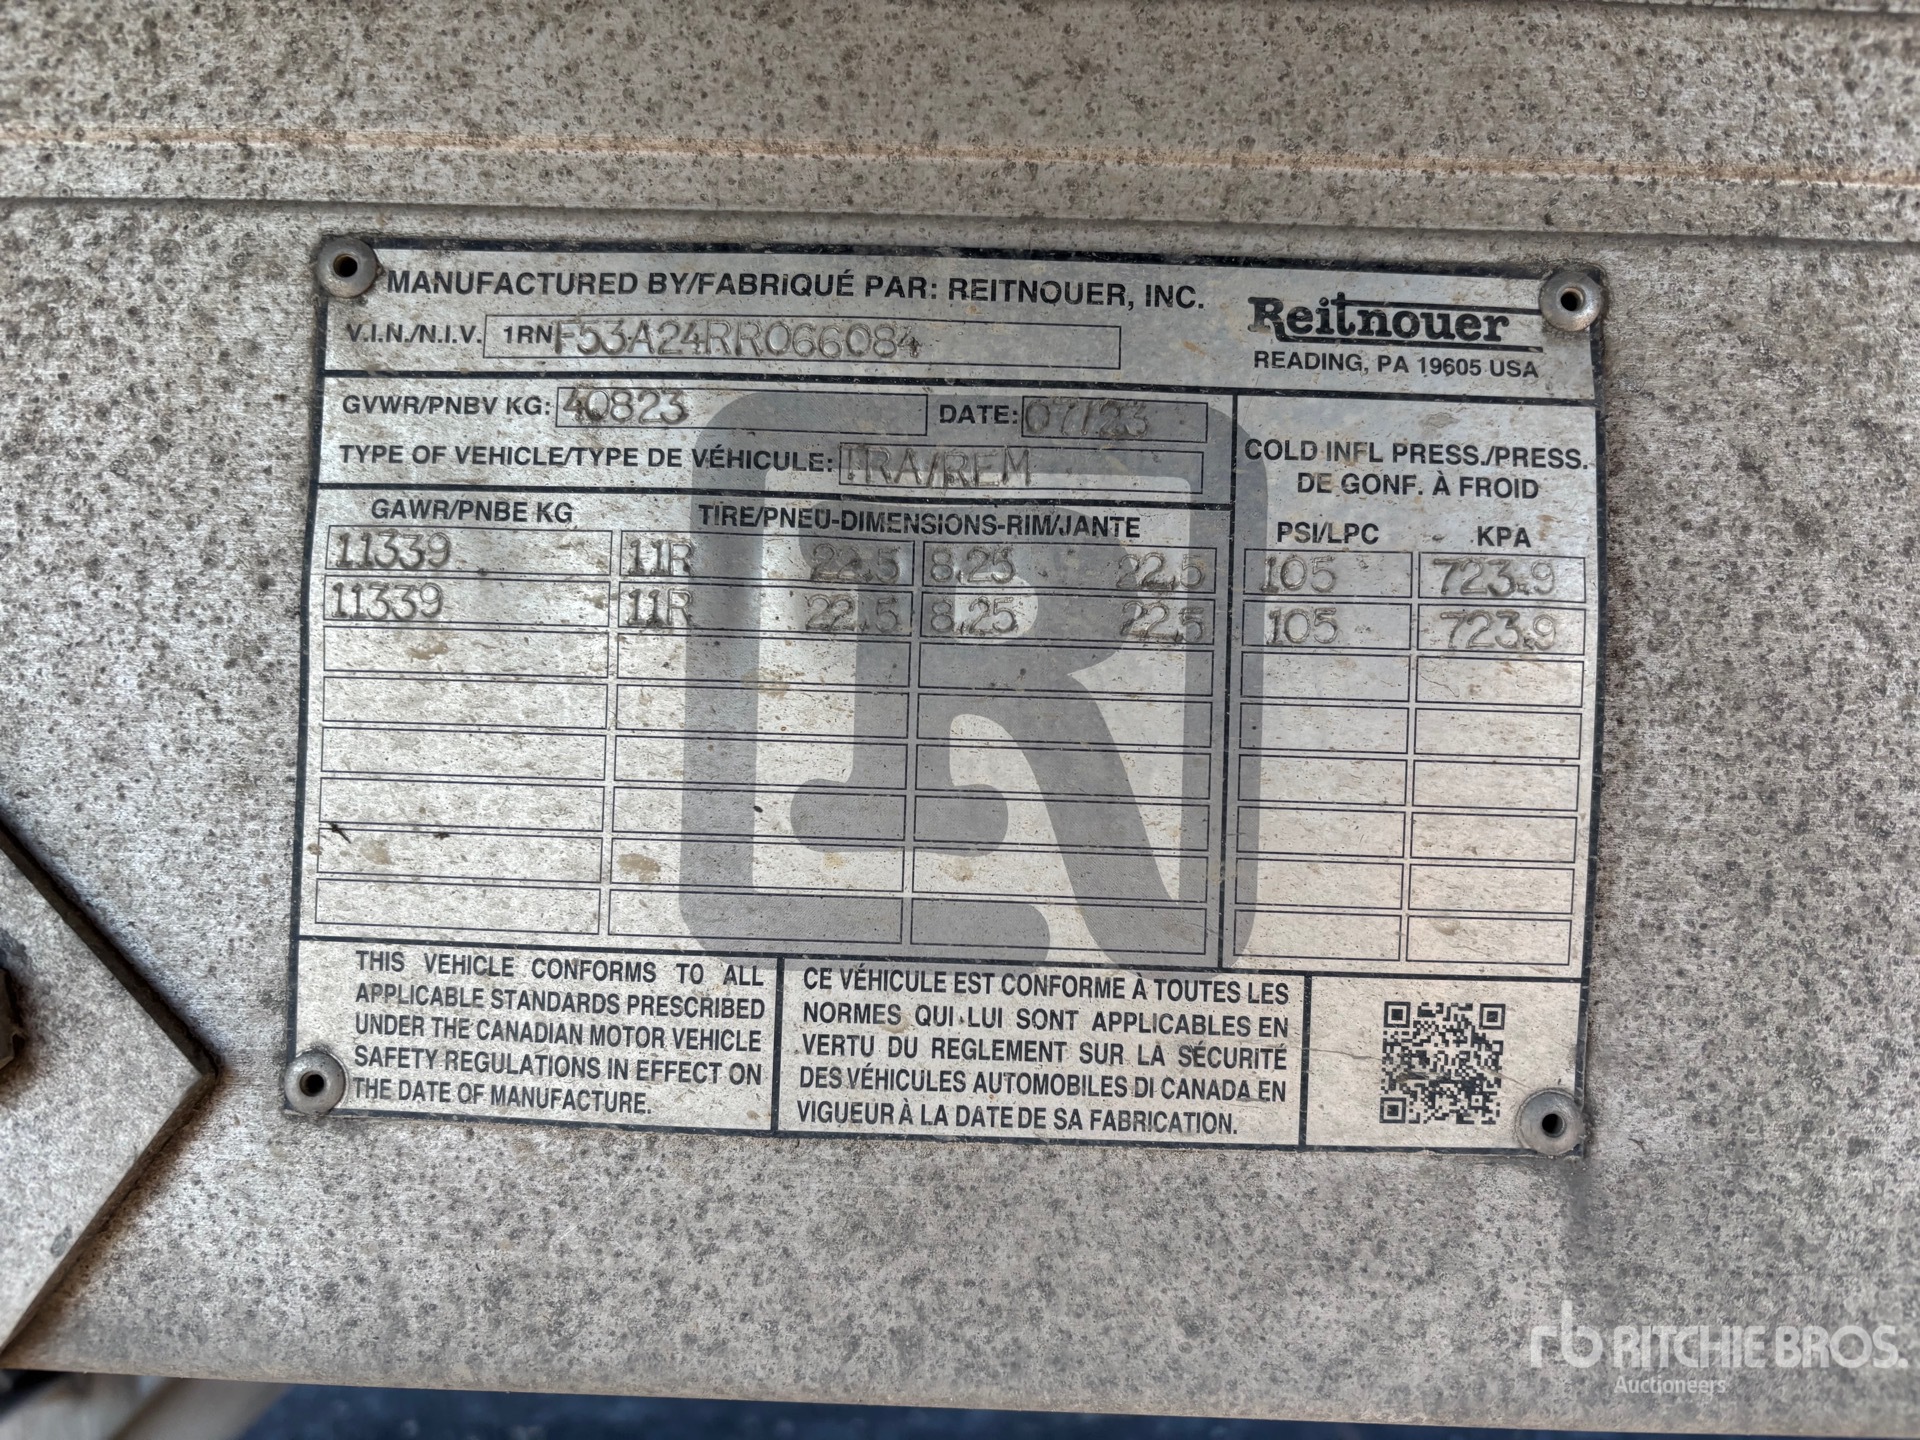 MANUFACTURED BY/FABRIQUÉ PAR: REITNOUER, INC.
V.I.N./N.I.V. 1RNF53A24RR066084
Reitnouer
READING, PA 19605 USA
GVWR/PNBV KG: 40823 DATE: 07/23
TYPE OF VEHICLE/TYPE DE VÉHICULE: TRA/REM
COLD INFL PRESS./PRESS.
DE GONF. À FROID
GAWR/PNBE KG TIRE/PNEU-DIMENSIONS-RIM/JANTE PSI/LPC KPA
11339 11R 22.5 8.25 22.5 105 723.9
11339 11R 22.5 8.25 22.5 105 723.9
THIS VEHICLE CONFORMS TO ALL
APPLICABLE STANDARDS PRESCRIBED
UNDER THE CANADIAN MOTOR VEHICLE
SAFETY REGULATIONS IN EFFECT ON
THE DATE OF MANUFACTURE.
CE VÉHICULE EST CONFORME À TOUTES LES
NORMES QUI LUI SONT APPLICABLES EN
VERTU DU REGLEMENT SUR LA SÉCURITÉ
DES VÉHICULES AUTOMOBILES DI CANADA EN
VIGUEUR À LA DATE DE SA FABRICATION.
rb RITCHIE BROS.
Auctioneers